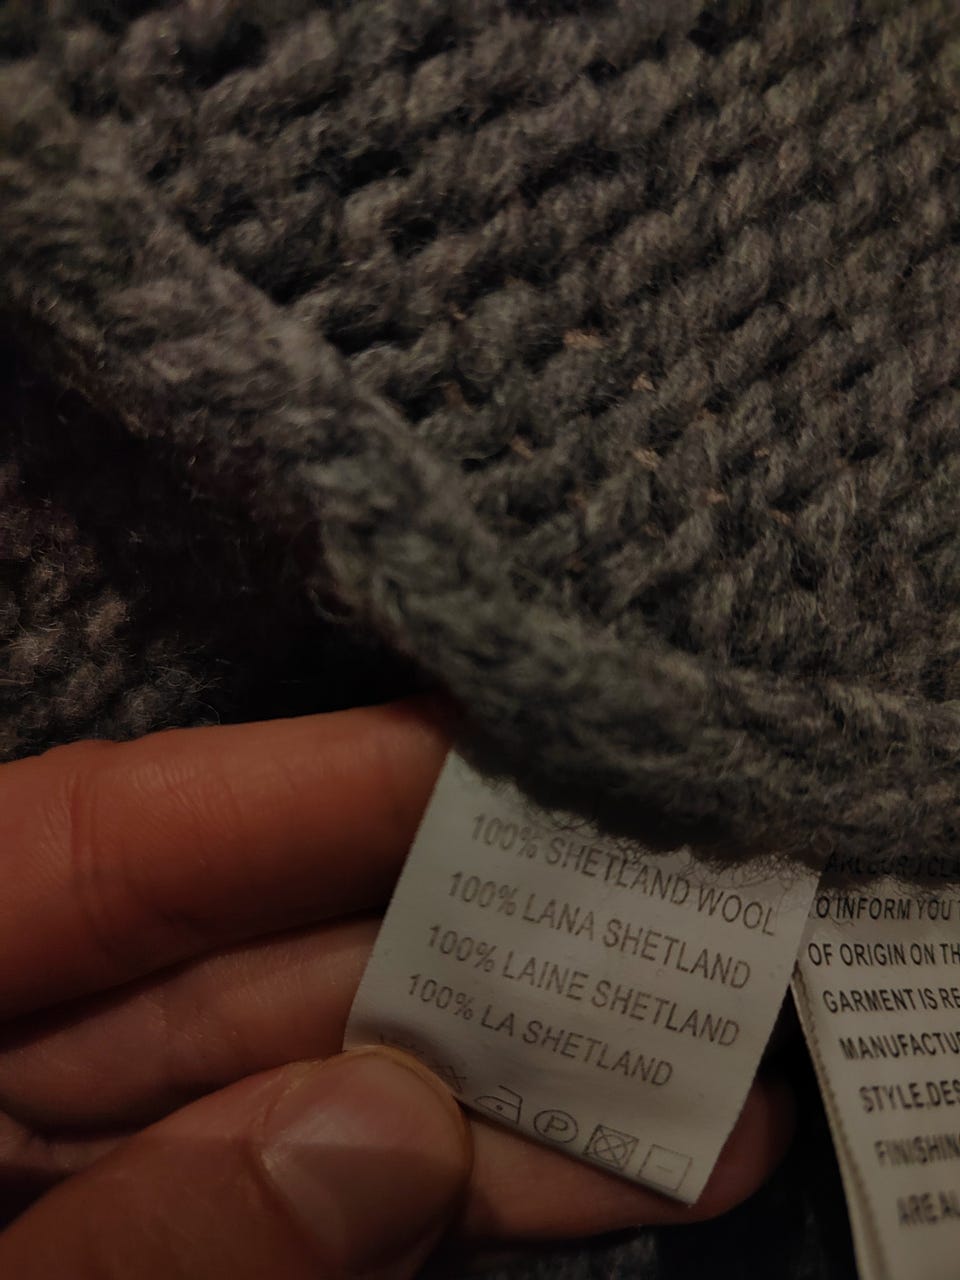 100% SHETLAND WOOL
100% LANA SHETLAND
100% LAINE SHETLAND
100% LA SHETLAND
P
O INFORM YOU
OF ORIGIN ON TH
GARMENT IS RE
MANUFACTU
STYLE,DES
FINISHIN
ARE AL